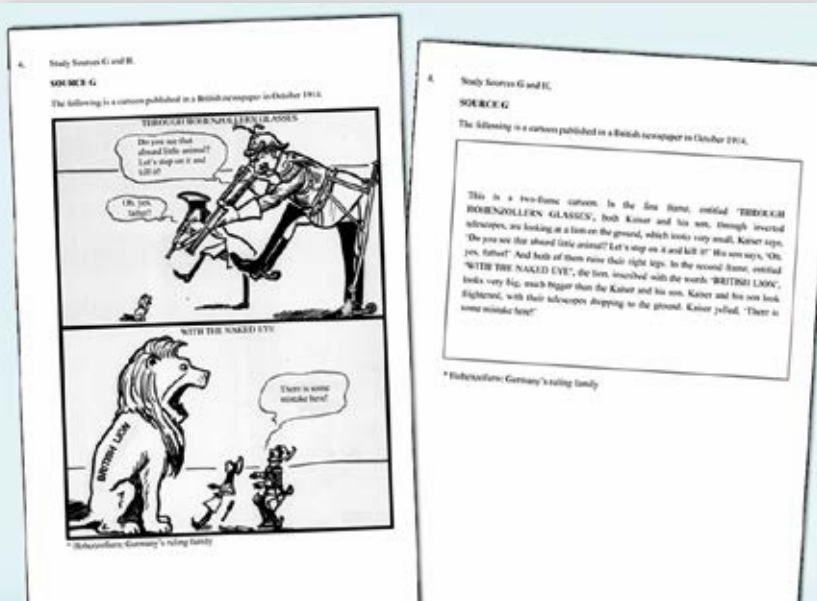 4. Study Sources G and H.
SOURCE G
The following is a cartoon published in a British newspaper in October 1914.
THROUGH HOHENZOLLERN GLASSES
Do you see that
absurd little animal?
Let's step on it and
kill it!
Oh, yes,
father!
WITH THE NAKED EYE
There is some
mistake here!
BRITISH LION
* Hohenzollern: Germany's ruling family
4. Study Sources G and H.
SOURCE G
The following is a cartoon published in a British newspaper in October 1914.
This is a two-frame cartoon. In the first frame, entitled 'THROUGH
HOHENZOLLERN GLASSES', both Kaiser and his son, through inverted
telescopes, are looking at a lion on the ground, which looks very small. Kaiser says,
'Do you see that absurd little animal? Let's step on it and kill it!' His son says, 'Oh,
yes, father!' And both of them raise their right legs. In the second frame, entitled
'WITH THE NAKED EYE', the lion, inscribed with the words 'BRITISH LION',
looks very big, much bigger than the Kaiser and his son. Kaiser and his son look
frightened, with their telescopes dropping to the ground. Kaiser yelled, 'There is
some mistake here!'
* Hohenzollern: Germany's ruling family